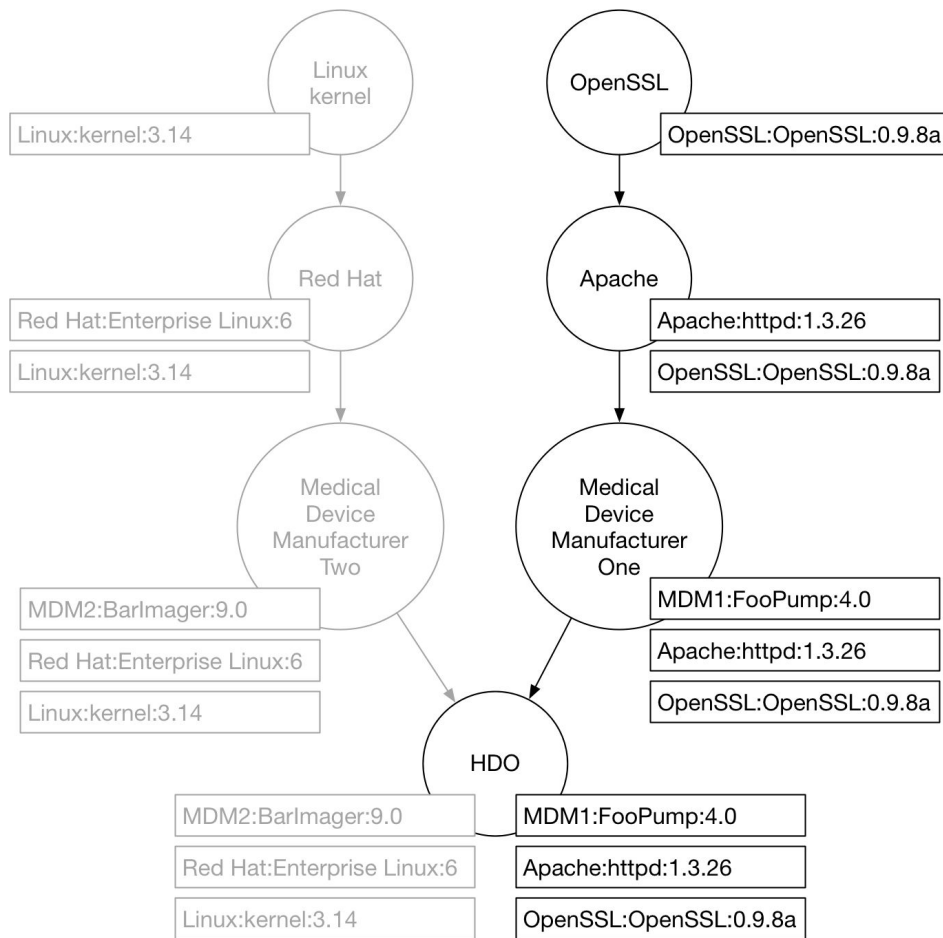 Linux
kernel
OpenSSL
Linux:kernel:3.14
OpenSSL:OpenSSL:0.9.8a
Red Hat
Apache
Red Hat:Enterprise Linux:6
Apache:httpd:1.3.26
Linux:kernel:3.14
OpenSSL:OpenSSL:0.9.8a
Medical
Device
Manufacturer
Two
Medical
Device
Manufacturer
One
MDM2:BarImager:9.0
MDM1:FooPump:4.0
Red Hat:Enterprise Linux:6
Apache:httpd:1.3.26
Linux:kernel:3.14
OpenSSL:OpenSSL:0.9.8a
HDO
MDM2:BarImager:9.0
MDM1:FooPump:4.0
Red Hat:Enterprise Linux:6
Apache:httpd:1.3.26
Linux:kernel:3.14
OpenSSL:OpenSSL:0.9.8a